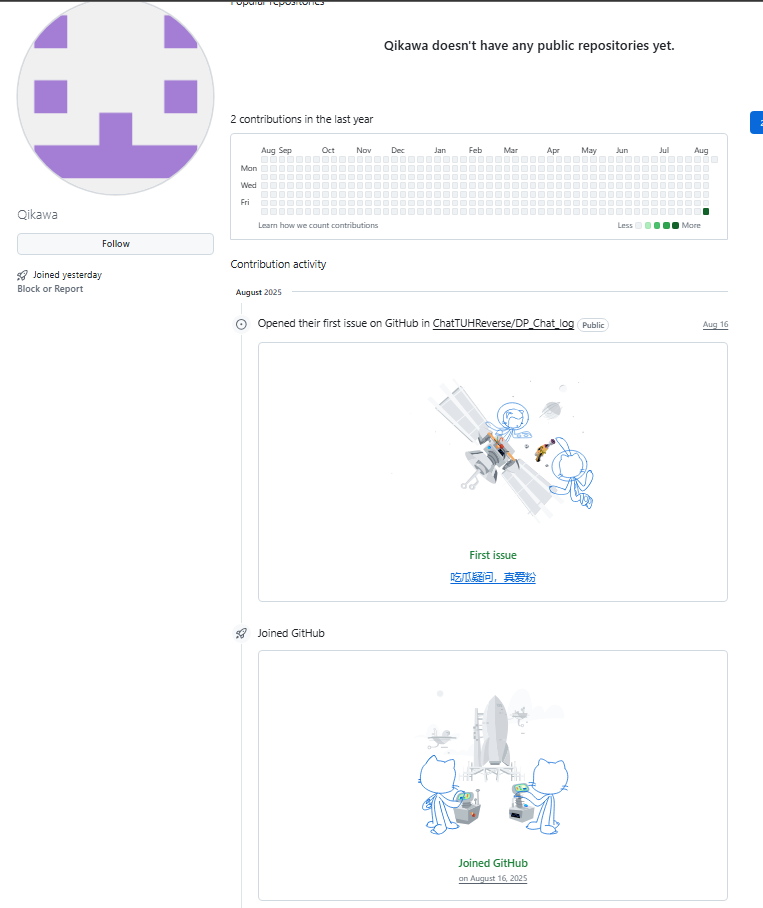 Popular repositories
Qikawa doesn't have any public repositories yet.
2 contributions in the last year
2
Aug Sep Oct Nov Dec Jan Feb Mar Apr May Jun Jul Aug
Mon
Wed
Fri
Learn how we count contributions
Less More
Qikawa
Follow
Joined yesterday
Block or Report
Contribution activity
August 2025
Opened their first issue on GitHub in ChatTUHReverse/DP_Chat_log Public Aug 16
First issue
吃瓜疑问，真爱粉
Joined GitHub
Joined GitHub
on August 16, 2025